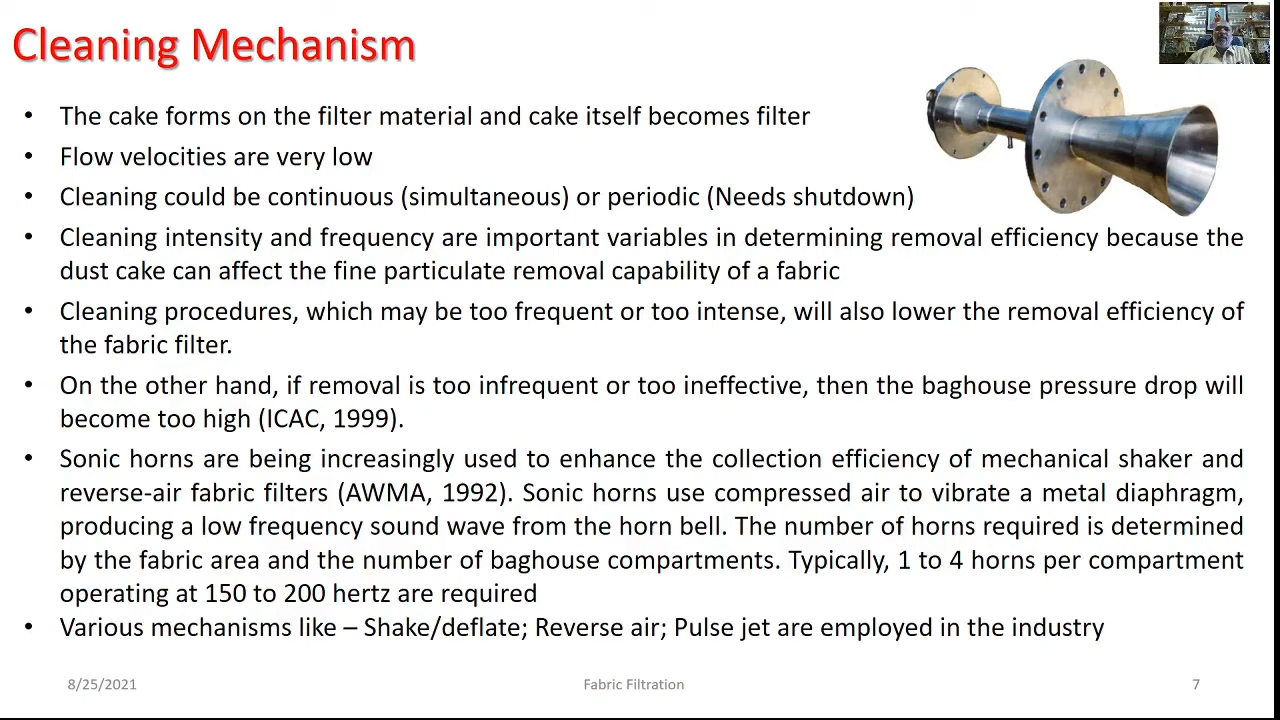 Cleaning Mechanism
• The cake forms on the filter material and cake itself becomes filter
• Flow velocities are very low
• Cleaning could be continuous (simultaneous) or periodic (Needs shutdown)
• Cleaning intensity and frequency are important variables in determining removal efficiency because the
dust cake can affect the fine particulate removal capability of a fabric
• Cleaning procedures, which may be too frequent or too intense, will also lower the removal efficiency of
the fabric filter.
• On the other hand, if removal is too infrequent or too ineffective, then the baghouse pressure drop will
become too high (ICAC, 1999).
• Sonic horns are being increasingly used to enhance the collection efficiency of mechanical shaker and
reverse-air fabric filters (AWMA, 1992). Sonic horns use compressed air to vibrate a metal diaphragm,
producing a low frequency sound wave from the horn bell. The number of horns required is determined
by the fabric area and the number of baghouse compartments. Typically, 1 to 4 horns per compartment
operating at 150 to 200 hertz are required
• Various mechanisms like – Shake/deflate; Reverse air; Pulse jet are employed in the industry
8/25/2021
Fabric Filtration
7